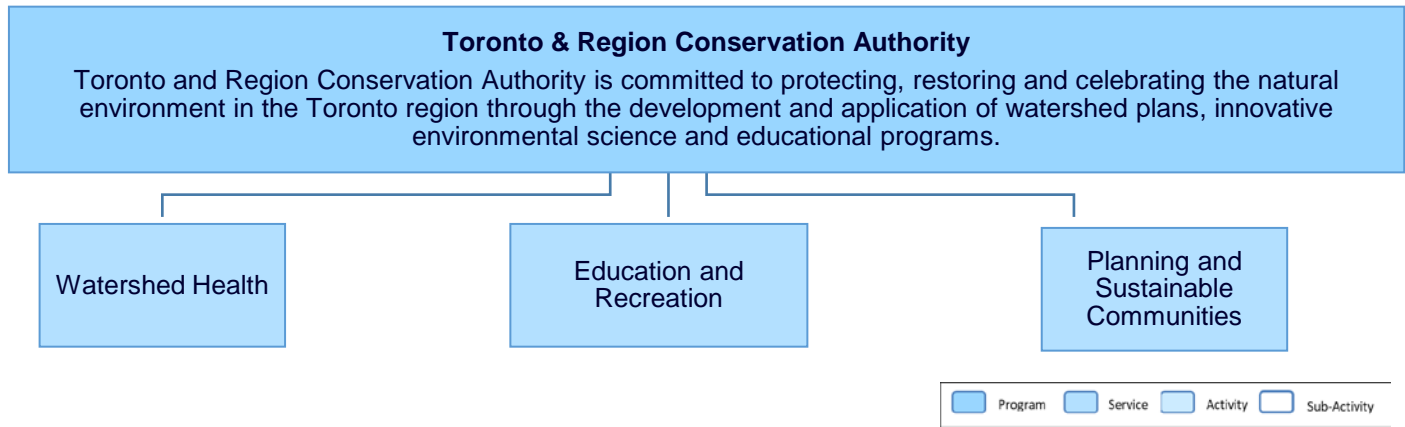 Toronto & Region Conservation Authority
Toronto and Region Conservation Authority is committed to protecting, restoring and celebrating the natural
environment in the Toronto region through the development and application of watershed plans, innovative
environmental science and educational programs.
Watershed Health
Education and
Recreation
Planning and
Sustainable
Communities
Program Service Activity Sub-Activity